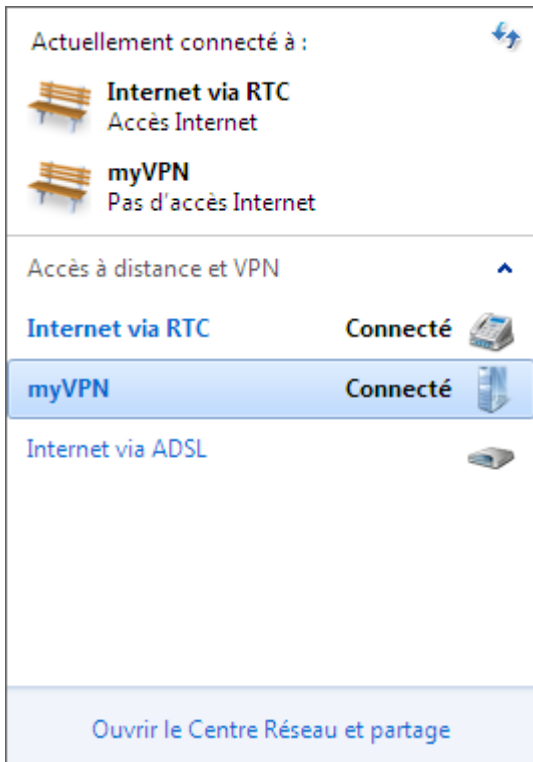 Actuellement connecté à :
Internet via RTC
Accès Internet
myVPN
Pas d'accès Internet
Accès à distance et VPN
Internet via RTC Connecté
myVPN Connecté
Internet via ADSL
Ouvrir le Centre Réseau et partage